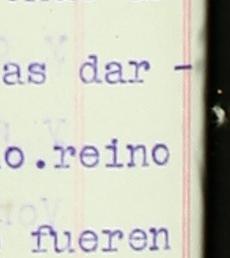 as dar -
o.reino
fueren